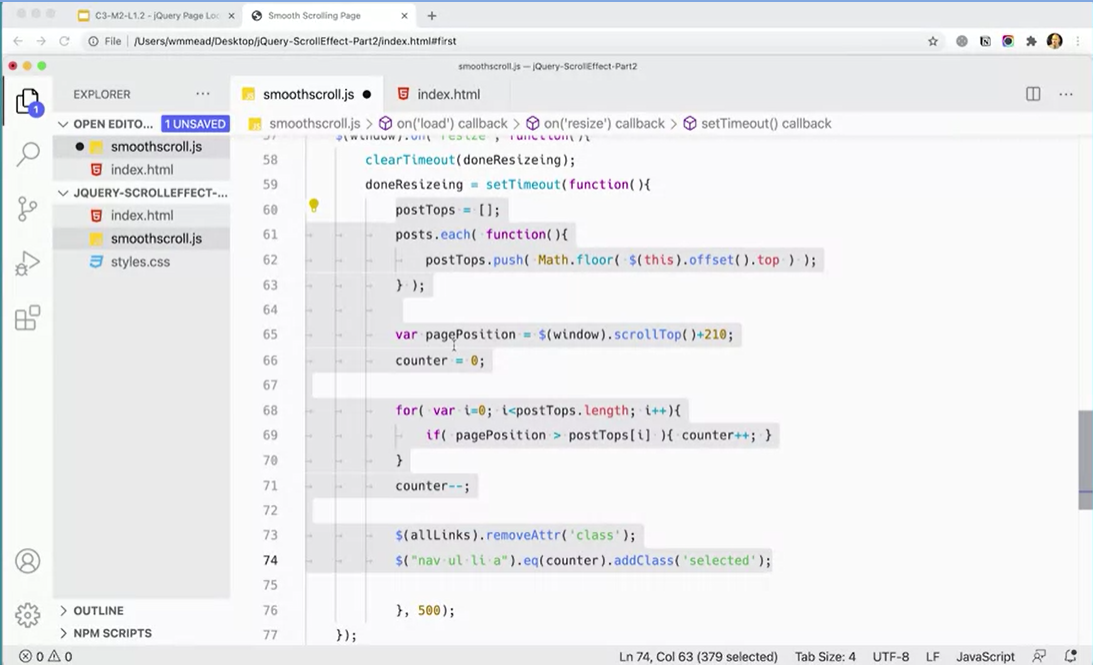 C3-M2-L1.2 - jQuery Page Loc
Smooth Scrolling Page
File /Users/wmmead/Desktop/jQuery-ScrollEffect-Part2/index.html#first
smoothscroll.js — jQuery-ScrollEffect-Part2
EXPLORER
smoothscroll.js
index.html
OPEN EDITO... 1 UNSAVED
smoothscroll.js > on('load') callback > on('resize') callback > setTimeout() callback
smoothscroll.js
index.html
JQUERY-SCROLLEFFECT-...
index.html
smoothscroll.js
styles.css
OUTLINE
NPM SCRIPTS
1
57 $(window).on( 'resize', function(){
58 clearTimeout(doneResizeing);
59 doneResizeing = setTimeout(function(){
60 postTops = [];
61 posts.each( function(){
62 postTops.push( Math.floor( $(this).offset().top ) );
63 } );
64
65 var pagePosition = $(window).scrollTop()+210;
66 counter = 0;
67
68 for( var i=0; i<postTops.length; i++){
69 if( pagePosition > postTops[i] ){ counter++; }
70 }
71 counter--;
72
73 $(allLinks).removeAttr('class');
74 $("nav ul li a").eq(counter).addClass('selected');
75
76 }, 500);
77 });
0 0 Ln 74, Col 63 (379 selected) Tab Size: 4 UTF-8 LF JavaScript